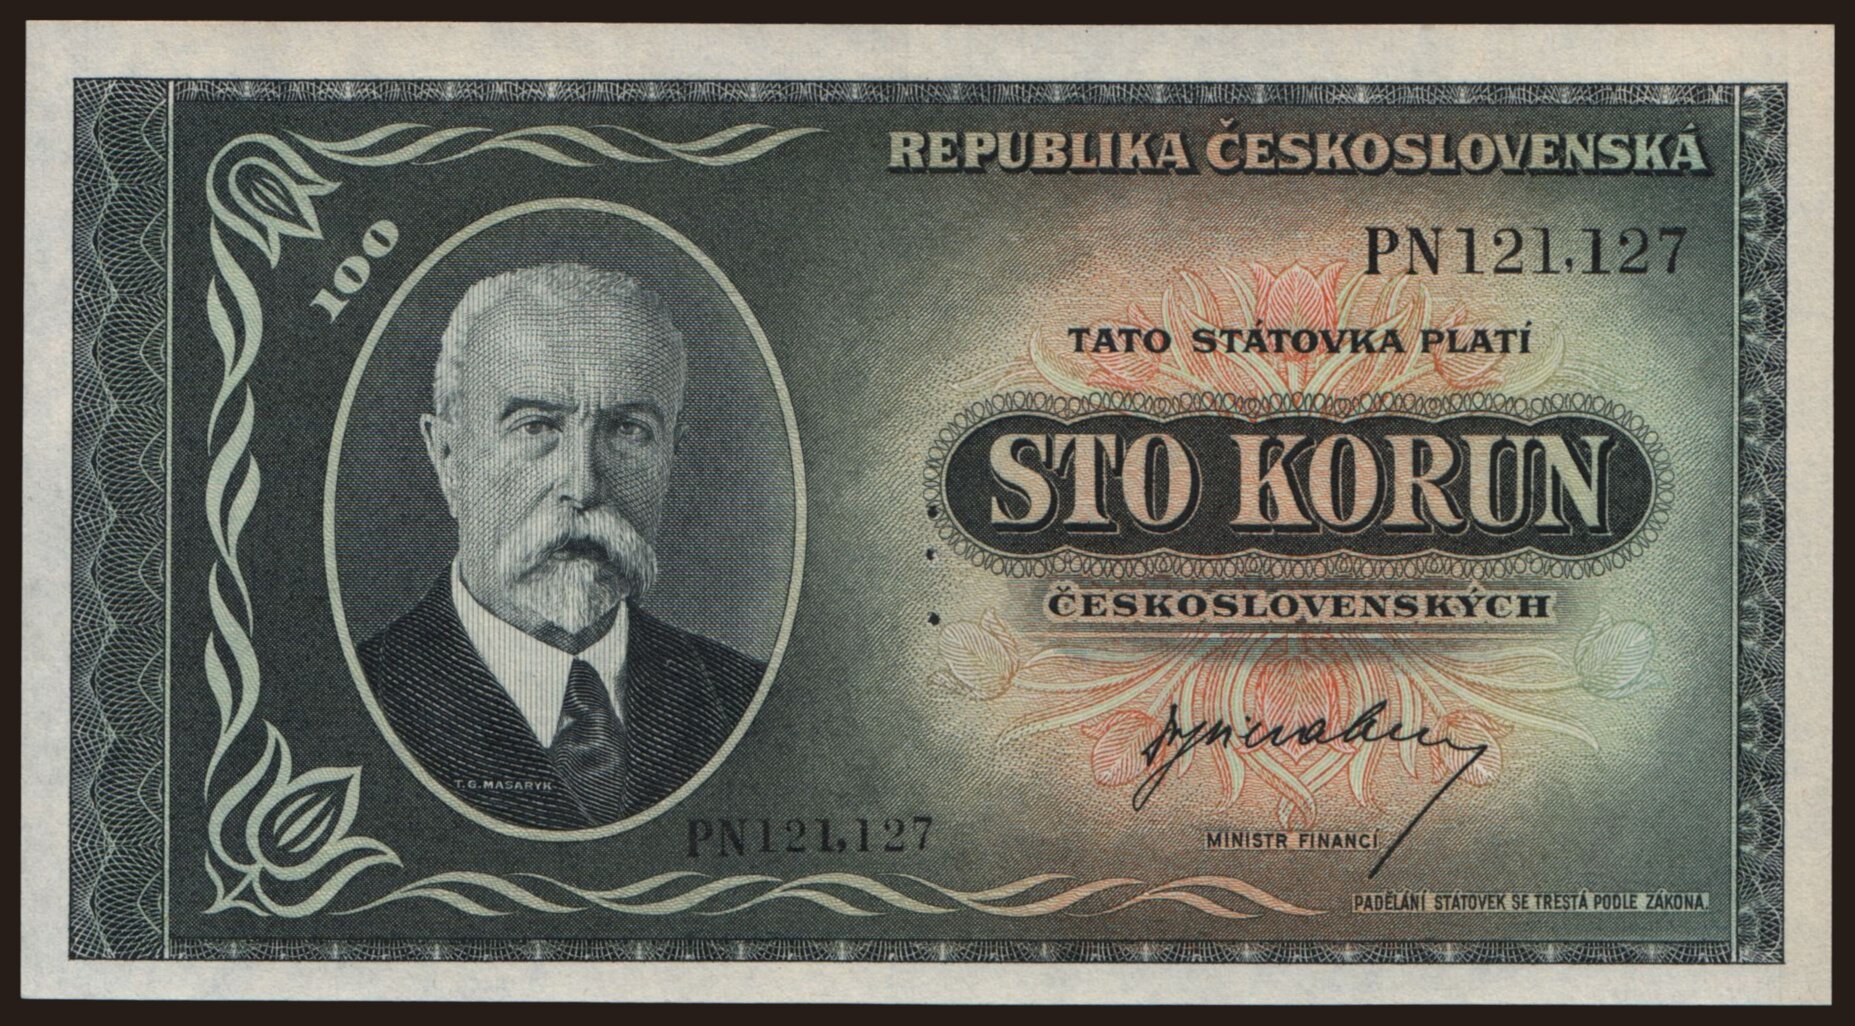 REPUBLIKA ČESKOSLOVENSKÁ
100
PN121,127
TATO STÁTOVKA PLATÍ
STO KORUN
ČESKOSLOVENSKÝCH
T. G. MASARYK
PN121,127
MINISTR FINANCÍ
PADĚLÁNÍ STÁTOVEK SE TRESTÁ PODLE ZÁKONA.